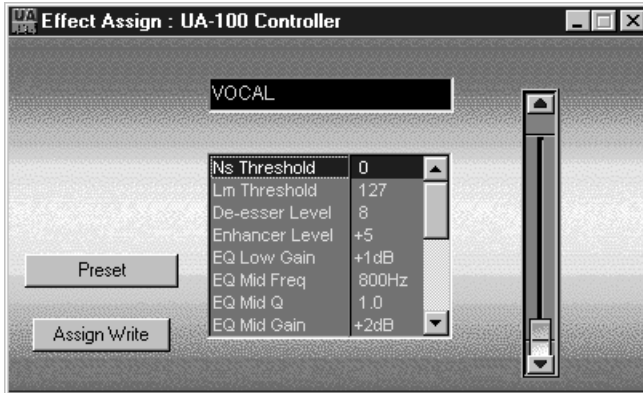 Effect Assign : UA-100 Controller
VOCAL
Ns Threshold 0
Lm Threshold 127
De-esser Level 8
Enhancer Level +5
EQ Low Gain +1dB
EQ Mid Freq 800Hz
EQ Mid Q 1.0
EQ Mid Gain +2dB
Preset
Assign Write